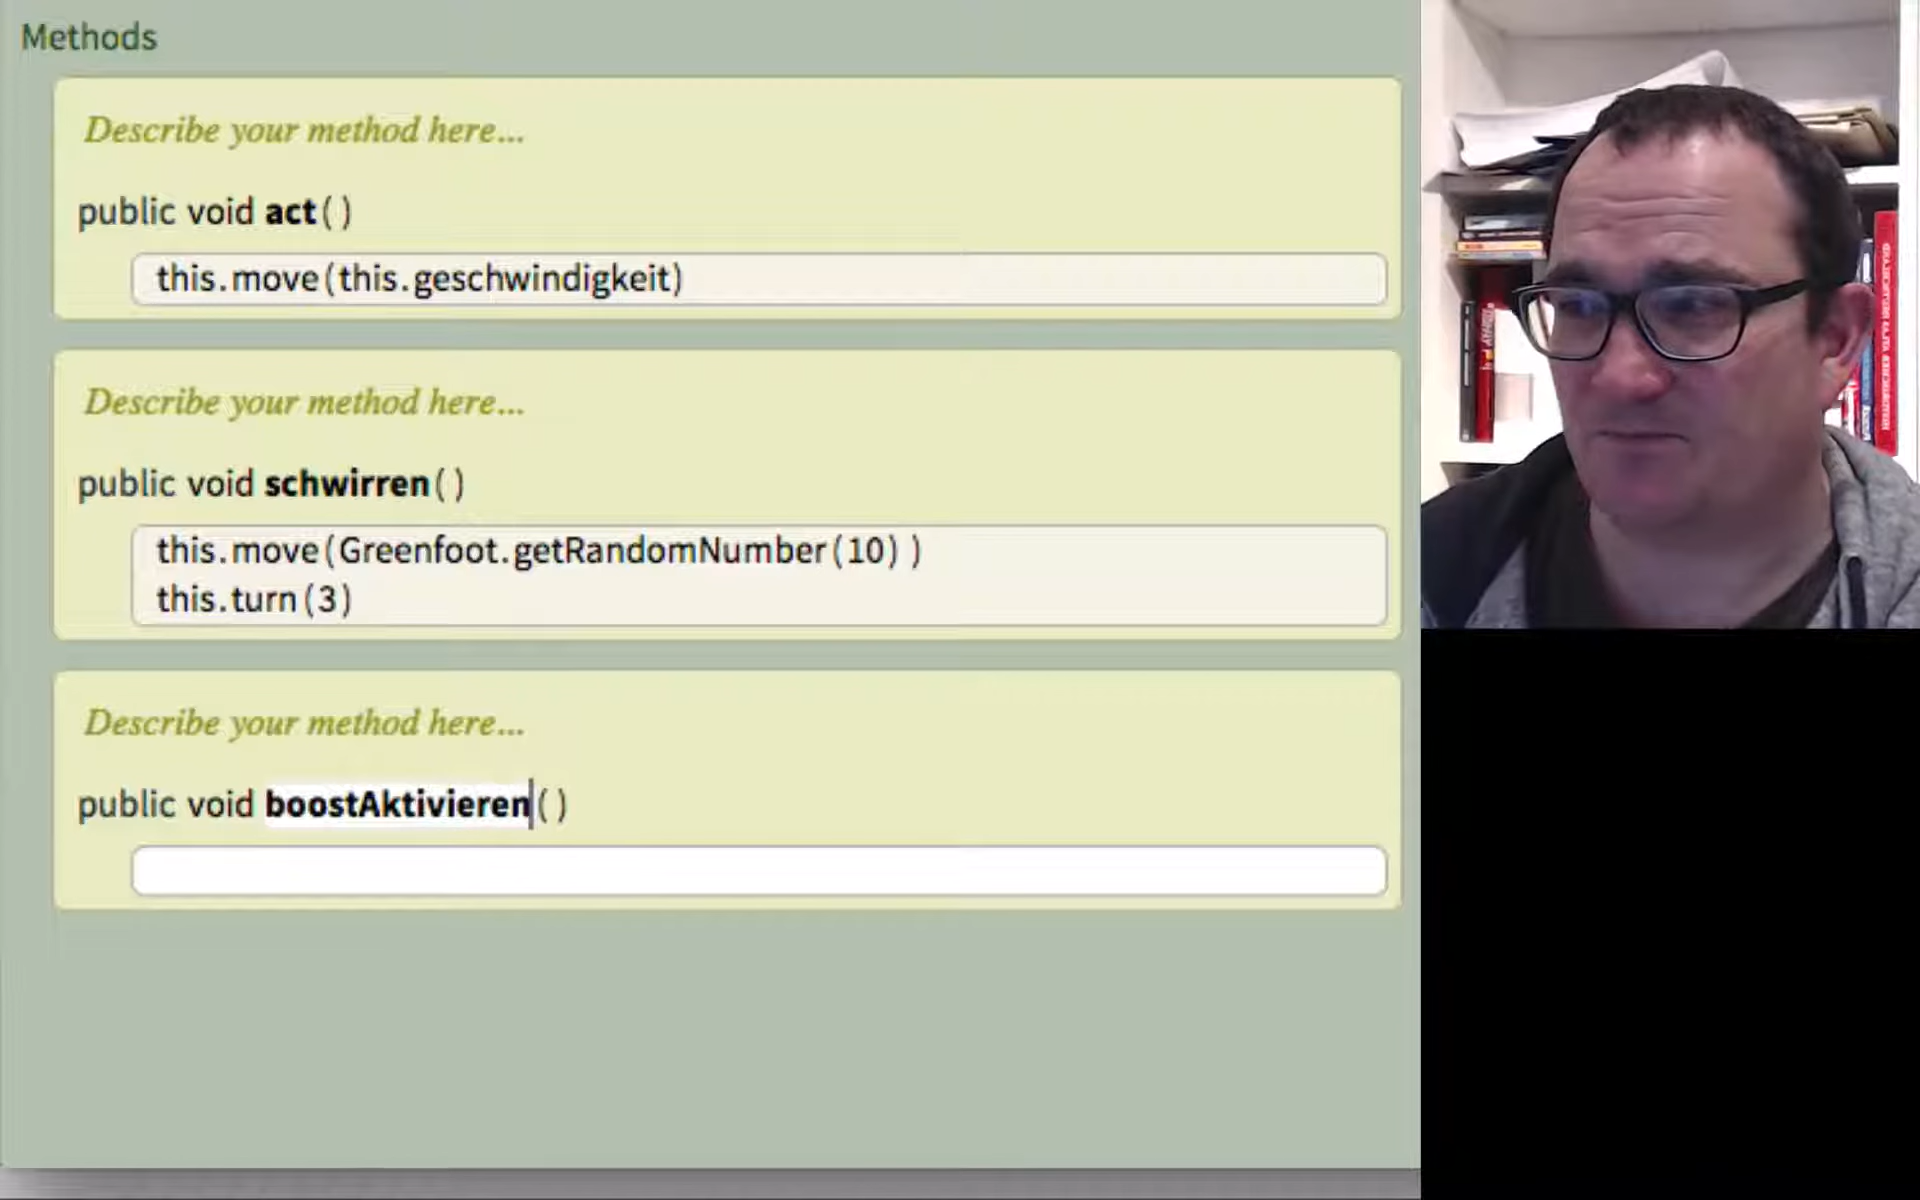 Methods
Describe your method here...
public void act()
this.move(this.geschwindigkeit)
Describe your method here...
public void schwirren()
this.move(Greenfoot.getRandomNumber(10) )
this.turn(3)
Describe your method here...
public void boostAktivieren()